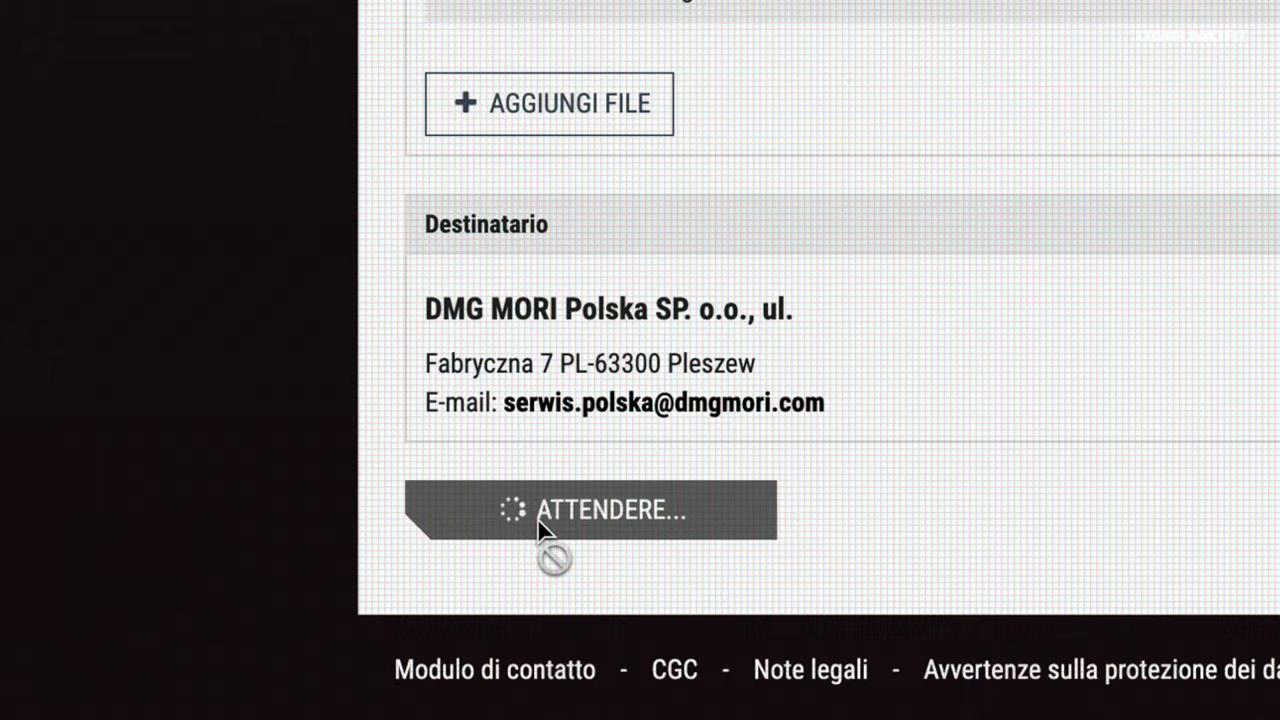 AGGIUNGI FILE
Destinatario
DMG MORI Polska SP. o.o., ul.
Fabryczna 7 PL-63300 Pleszew
E-mail: serwis.polska@dmgmori.com
ATTENDERE...
Modulo di contatto - CGC - Note legali - Avvertenze sulla protezione dei